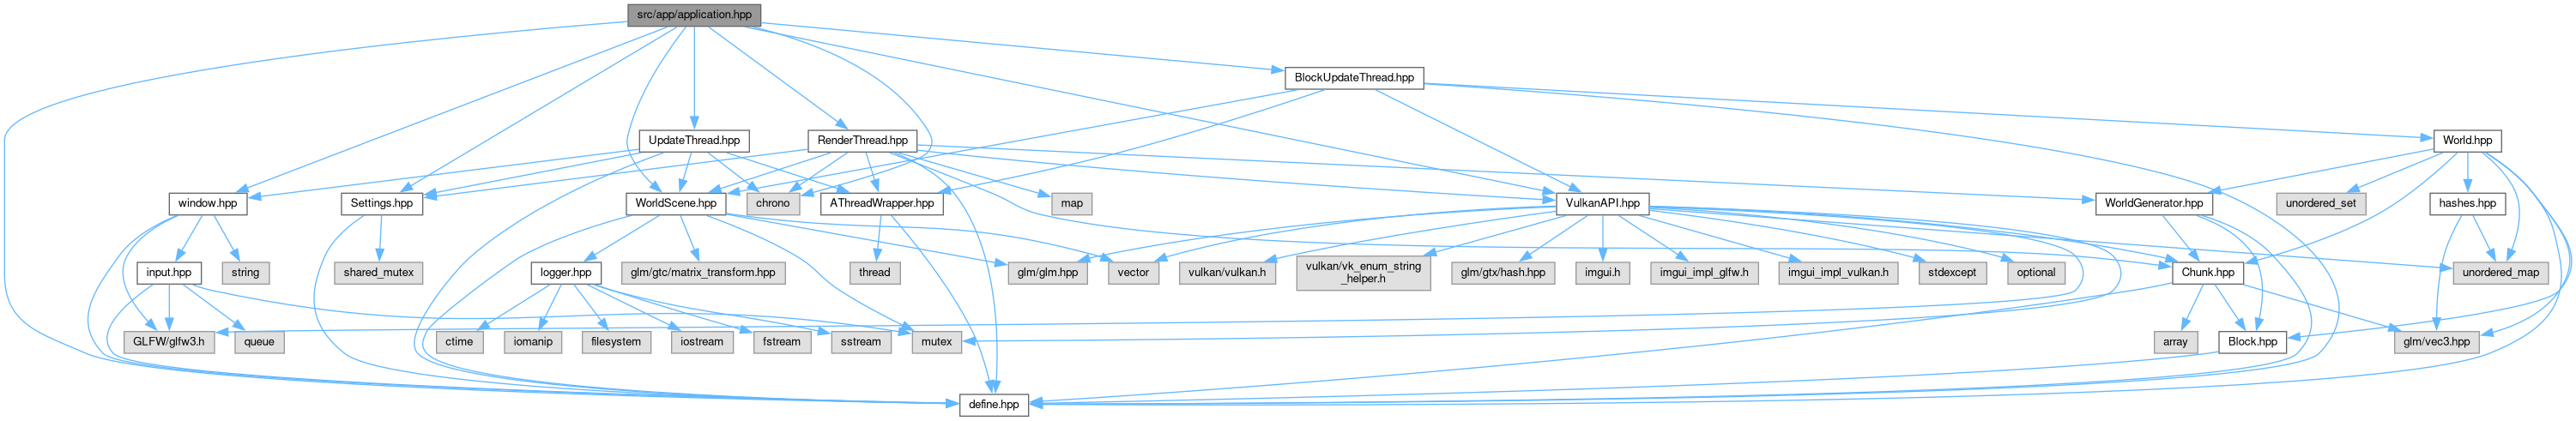 src/app/application.hpp
BlockUpdateThread.hpp
UpdateThread.hpp
RenderThread.hpp
World.hpp
window.hpp
Settings.hpp
WorldScene.hpp
chrono
AThreadWrapper.hpp
map
VulkanAPI.hpp
WorldGenerator.hpp
unordered_set
hashes.hpp
input.hpp
string
shared_mutex
logger.hpp
glm/gtc/matrix_transform.hpp
thread
glm/glm.hpp
vector
vulkan/vulkan.h
vulkan/vk_enum_string
_helper.h
glm/gtx/hash.hpp
imgui.h
imgui_impl_glfw.h
imgui_impl_vulkan.h
stdexcept
optional
Chunk.hpp
unordered_map
GLFW/glfw3.h
queue
ctime
iomanip
filesystem
iostream
fstream
sstream
mutex
array
Block.hpp
glm/vec3.hpp
define.hpp